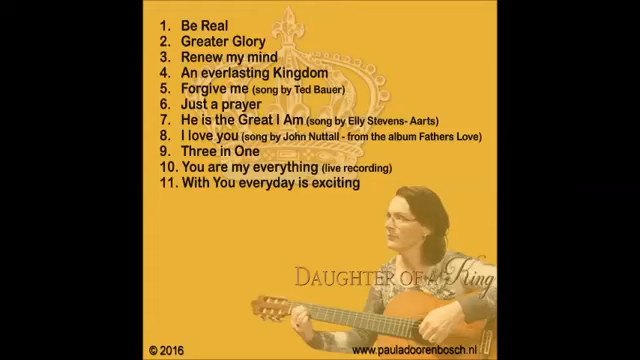 1. Be Real
2. Greater Glory
3. Renew my mind
4. An everlasting Kingdom
5. Forgive me (song by Ted Bauer)
6. Just a prayer
7. He is the Great I Am (song by Elly Stevens- Aarts)
8. I love you (song by John Nuttall - from the album Fathers Love)
9. Three in One
10. You are my everything (live recording)
11. With You everyday is exciting
DAUGHTER OF A King
© 2016 www.pauladoorenbosch.nl